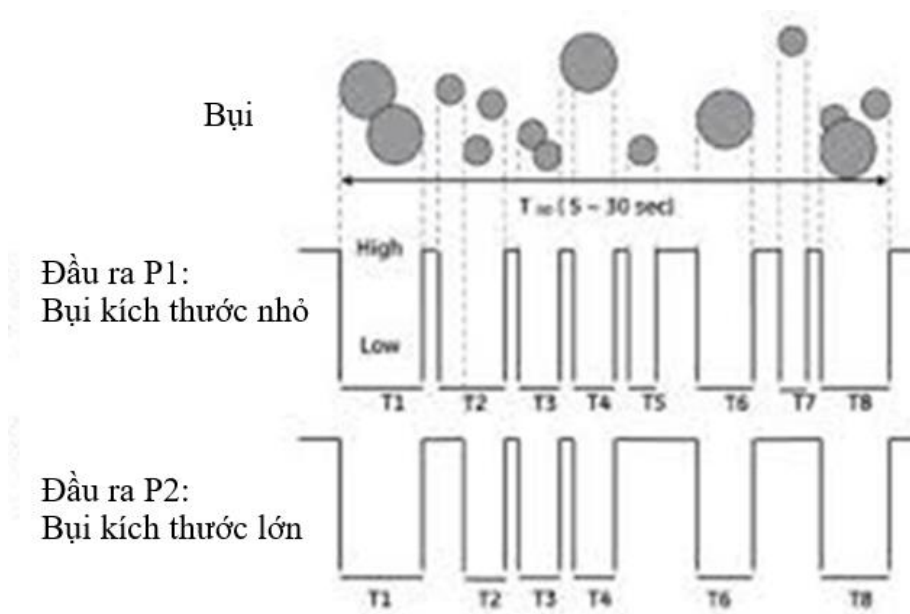 Bụi
(5 ~ 30 sec)
High
Đầu ra P1:
Bụi kích thước nhỏ
Low
T1 T2 T3 T4 T5 T6 T7 T8
Đầu ra P2:
Bụi kích thước lớn
T1 T2 T3 T4 T6 T8